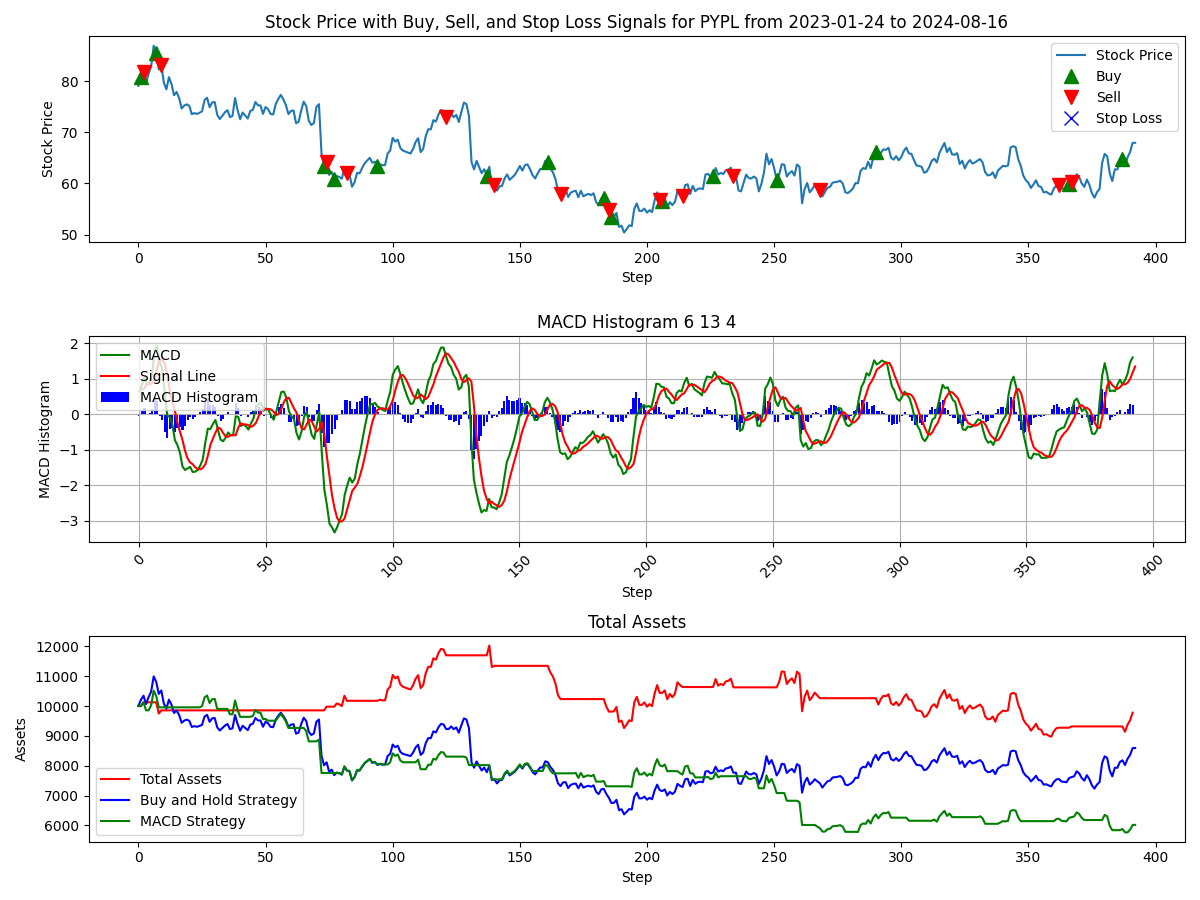 Stock Price with Buy, Sell, and Stop Loss Signals for PYPL from 2023-01-24 to 2024-08-16
Stock Price
80
70
60
50
Stock Price
Buy
Sell
Stop Loss
0 50 100 150 200 250 300 350 400
Step
MACD Histogram 6 13 4
MACD Histogram
2
1
0
−1
−2
−3
MACD
Signal Line
MACD Histogram
0 50 100 150 200 250 300 350 400
Step
Total Assets
Assets
12000
11000
10000
9000
8000
7000
6000
Total Assets
Buy and Hold Strategy
MACD Strategy
0 50 100 150 200 250 300 350 400
Step